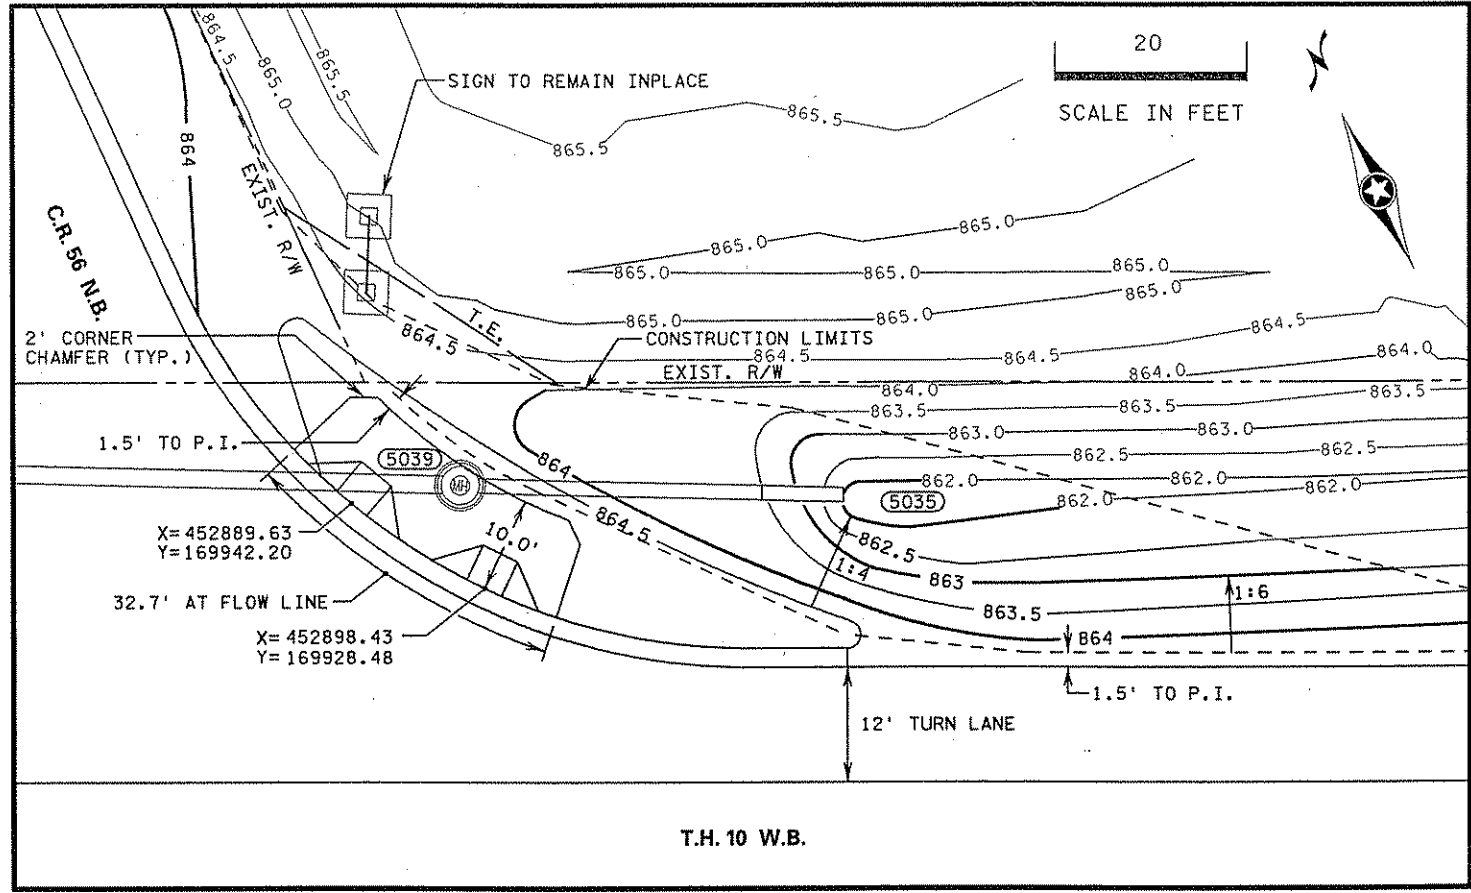 864.5
865.0
865.5
SIGN TO REMAIN INPLACE
20
SCALE IN FEET
865.5
865.5
864
EXIST. R/W
C.R. 56 N.B.
865.0
865.0
865.0
865.0
865.0
865.0
865.0
865.0
T.E.
864.5
2' CORNER
CHAMFER (TYP.)
CONSTRUCTION LIMITS
864.5
864.5
864.5
EXIST. R/W
864.0
864.0
864.0
863.5
863.5
863.5
1.5' TO P.I.
863.0
863.0
5039
MH
864
862.5
862.5
862.0
862.0
862.0
862.0
5035
X= 452889.63
Y= 169942.20
10.0'
864.5
862.5
1:4
863
863.5
1:6
32.7' AT FLOW LINE
X= 452898.43
Y= 169928.48
864
1.5' TO P.I.
12' TURN LANE
T.H. 10 W.B.